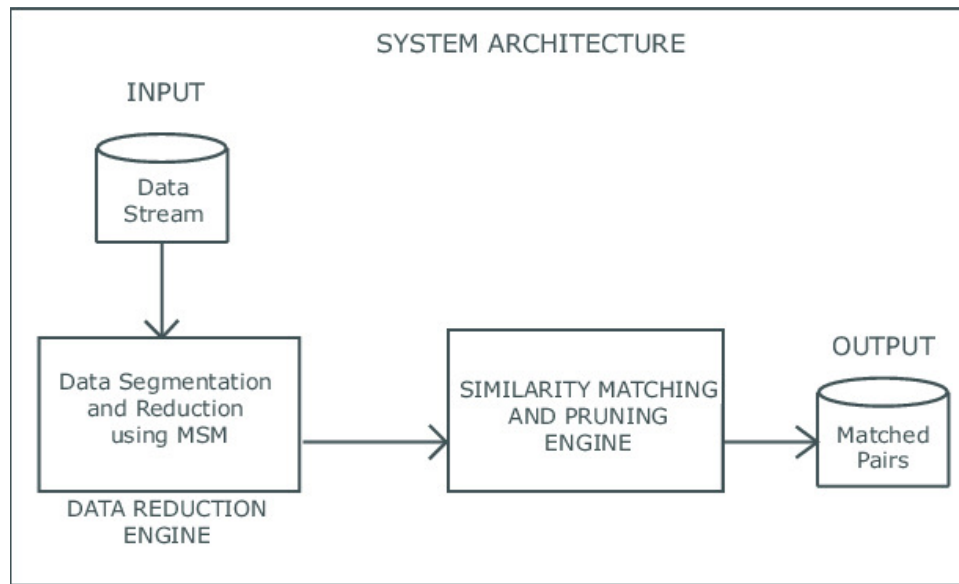 SYSTEM ARCHITECTURE
INPUT
Data
Stream
Data Segmentation
and Reduction
using MSM
DATA REDUCTION
ENGINE
SIMILARITY MATCHING
AND PRUNING
ENGINE
OUTPUT
Matched
Pairs